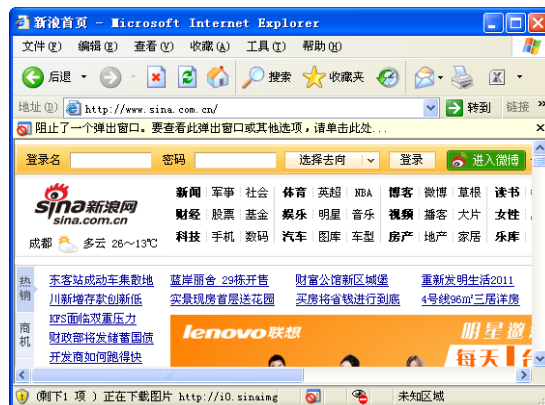 新浪首页 - Microsoft Internet Explorer
文件(F) 编辑(E) 查看(V) 收藏(A) 工具(T) 帮助(H)
后退 搜索 收藏夹
地址(D) http://www.sina.com.cn/ 转到 链接 »
阻止了一个弹出窗口。要查看此弹出窗口或其他选项，请单击此处...
登录名 密码 选择去向 登录 进入微博
sina新浪网
sina.com.cn
成都 多云 26~13℃
新闻 军事 社会 体育 英超 NBA 博客 微博 草根 读书
财经 股票 基金 娱乐 明星 音乐 视频 播客 大片 女性
科技 手机 数码 汽车 图库 车型 房产 地产 家居 乐库
热销
东客站成动车集散地 蓝岸丽舍 29栋开售 财富公馆新区城堡 重新发明生活2011
川新增存款创新低 实景现房首层送花园 买房将省钱进行到底 4号线96m²三居洋房
商机
KFS面临双重压力
财政部将发储蓄国债
开发商如何跑得快
lenovo联想
明星邀
每天1台
(剩下1 项 ) 正在下载图片 http://i0.sinaimg 未知区域